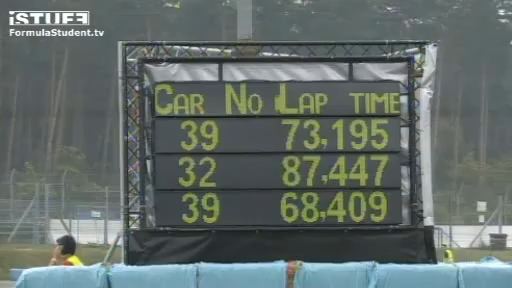 iSTUFF
FormulaStudent.tv
CAR NO LAP TIME
39 73,195
32 87,447
39 68,409